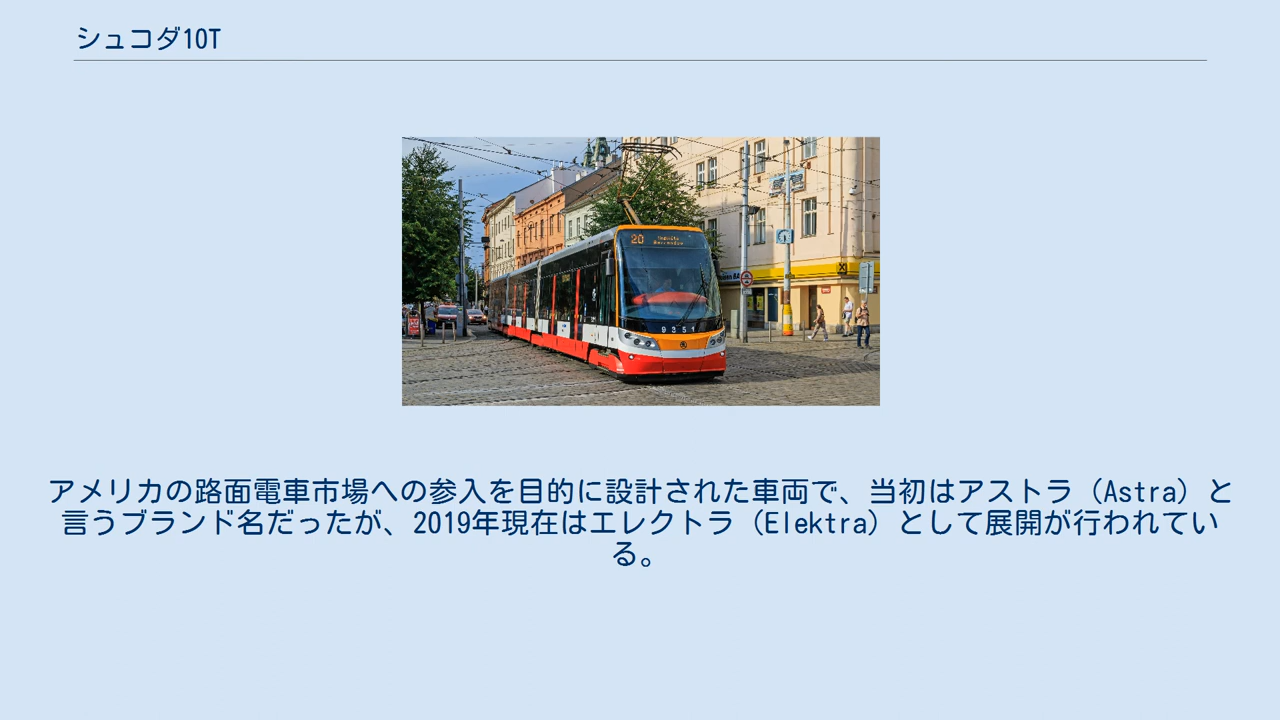 シュコダ10T
20
9351
アメリカの路面電車市場への参入を目的に設計された車両で、当初はアストラ（Astra）と
言うブランド名だったが、2019年現在はエレクトラ（Elektra）として展開が行われてい
る。